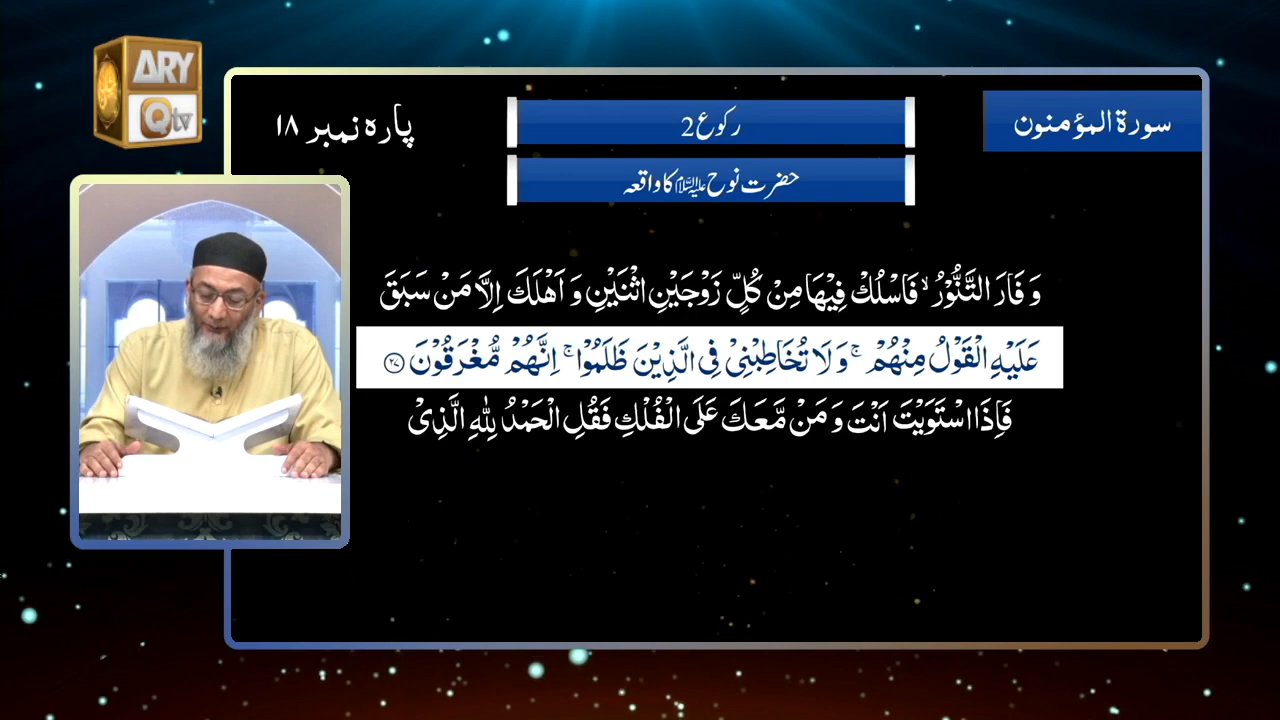 ARY
Qtv
سورۃ المؤمنون
رکوع 2
پارہ نمبر ۱۸
حضرت نوح علیہ السلام کا واقعہ
وَ فَارَ التَّنُّوْرُ ۙ فَاسْلُكْ فِیْهَا مِنْ كُلٍّ زَوْجَیْنِ اثْنَیْنِ وَ اَهْلَكَ اِلَّا مَنْ سَبَقَ
عَلَیْهِ الْقَوْلُ مِنْهُمْ ۚ وَ لَا تُخَاطِبْنِیْ فِی الَّذِیْنَ ظَلَمُوْا ۚ اِنَّهُمْ مُّغْرَقُوْنَ ﴿۲۷﴾
فَاِذَا اسْتَوَیْتَ اَنْتَ وَ مَنْ مَّعَكَ عَلَی الْفُلْكِ فَقُلِ الْحَمْدُ لِلّٰهِ الَّذِیْ